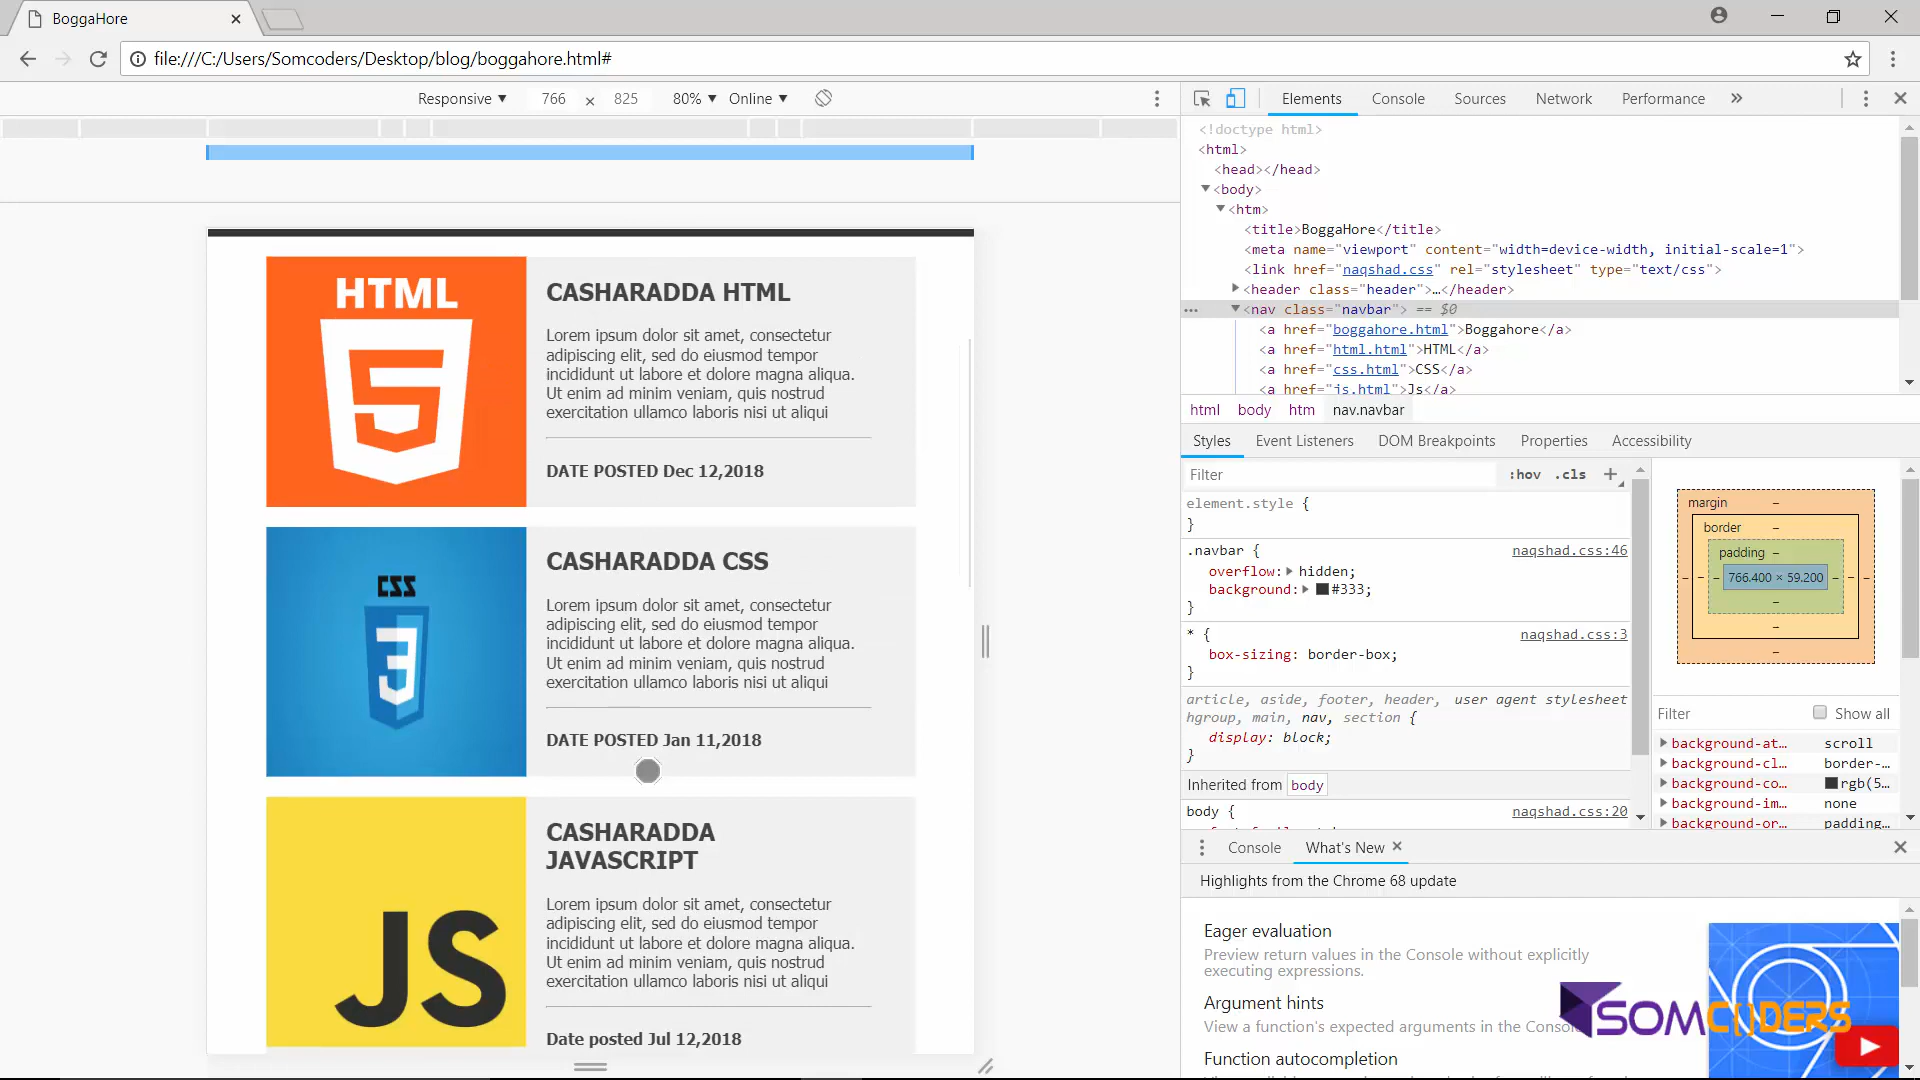 BoggaHore
file:///C:/Users/Somcoders/Desktop/blog/boggahore.html#
Responsive 766 x 825 80% Online
Elements Console Sources Network Performance
HTML
5
CASHARADDA HTML
Lorem ipsum dolor sit amet, consectetur
adipiscing elit, sed do eiusmod tempor
incididunt ut labore et dolore magna aliqua.
Ut enim ad minim veniam, quis nostrud
exercitation ullamco laboris nisi ut aliqui
DATE POSTED Dec 12,2018
CSS
3
CASHARADDA CSS
Lorem ipsum dolor sit amet, consectetur
adipiscing elit, sed do eiusmod tempor
incididunt ut labore et dolore magna aliqua.
Ut enim ad minim veniam, quis nostrud
exercitation ullamco laboris nisi ut aliqui
DATE POSTED Jan 11,2018
JS
CASHARADDA
JAVASCRIPT
Lorem ipsum dolor sit amet, consectetur
adipiscing elit, sed do eiusmod tempor
incididunt ut labore et dolore magna aliqua.
Ut enim ad minim veniam, quis nostrud
exercitation ullamco laboris nisi ut aliqui
Date posted Jul 12,2018
<!doctype html>
<html>
<head></head>
<body>
<htm>
<title>BoggaHore</title>
<meta name="viewport" content="width=device-width, initial-scale=1">
<link href="naqshad.css" rel="stylesheet" type="text/css">
<header class="header">…</header>
<nav class="navbar"> == $0
<a href="boggahore.html">Boggahore</a>
<a href="html.html">HTML</a>
<a href="css.html">CSS</a>
<a href="js.html">Js</a>
html body htm nav.navbar
Styles Event Listeners DOM Breakpoints Properties Accessibility
Filter :hov .cls +
element.style {
}
.navbar { naqshad.css:46
overflow: hidden;
background: #333;
}
* { naqshad.css:3
box-sizing: border-box;
}
article, aside, footer, header, user agent stylesheet
hgroup, main, nav, section {
display: block;
}
Inherited from body
body { naqshad.css:20
margin –
border –
padding –
– – – 766.400 × 59.200 – – –
–
–
–
Filter Show all
background-at… scroll
background-cl… border-…
background-co… rgb(5…
background-im… none
background-or… padding…
Console What's New
Highlights from the Chrome 68 update
Eager evaluation
Preview return values in the Console without explicitly
executing expressions.
Argument hints
View a function's expected arguments in the Conso
Function autocompletion
SOMCODERS